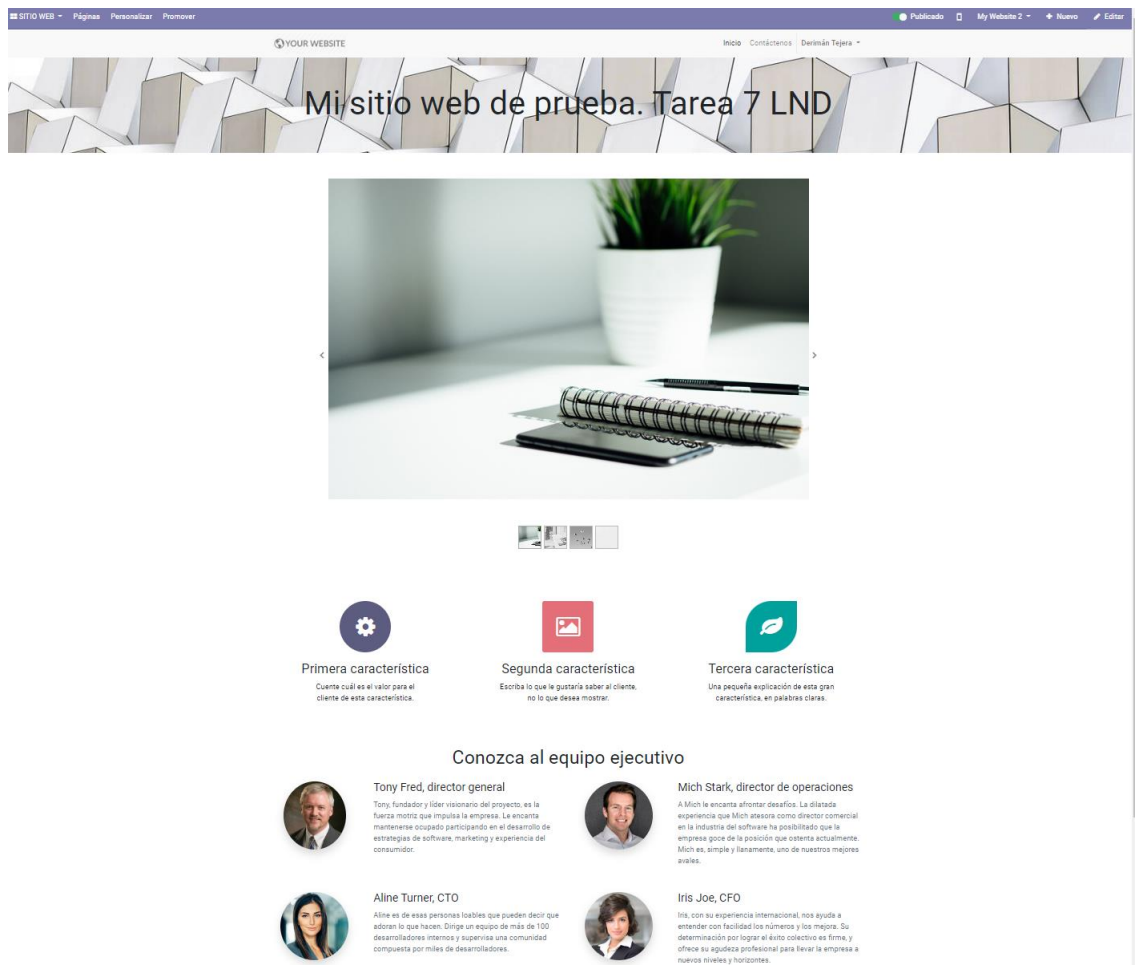 SITIO WEB Páginas Personalizar Promover Publicado My Website 2 Nuevo Editar
YOUR WEBSITE Inicio Contáctenos Derimán Tejera
Mi sitio web de prueba. Tarea 7 LND
Primera característica
Cuente cuál es el valor para el
cliente de esta característica.
Segunda característica
Escriba lo que le gustaría saber al cliente,
no lo que desea mostrar.
Tercera característica
Una pequeña explicación de esta gran
característica, en palabras claras.
Conozca al equipo ejecutivo
Tony Fred, director general
Tony, fundador y líder visionario del proyecto, es la
fuerza motriz que impulsa la empresa. Le encanta
mantenerse ocupado participando en el desarrollo de
estrategias de software, marketing y experiencia del
consumidor.
Mich Stark, director de operaciones
A Mich le encanta afrontar desafíos. La dilatada
experiencia que Mich atesora como director comercial
en la industria del software ha posibilitado que la
empresa goce de la posición que ostenta actualmente.
Mich es, simple y llanamente, uno de nuestros mejores
avales.
Aline Turner, CTO
Aline es de esas personas loables que pueden decir que
adoran lo que hacen. Dirige un equipo de más de 100
desarrolladores internos y supervisa una comunidad
compuesta por miles de desarrolladores.
Iris Joe, CFO
Iris, con su experiencia internacional, nos ayuda a
entender con facilidad los números y los mejora. Su
determinación por lograr el éxito colectivo es firme, y
ofrece su agudeza profesional para llevar la empresa a
nuevos niveles y horizontes.